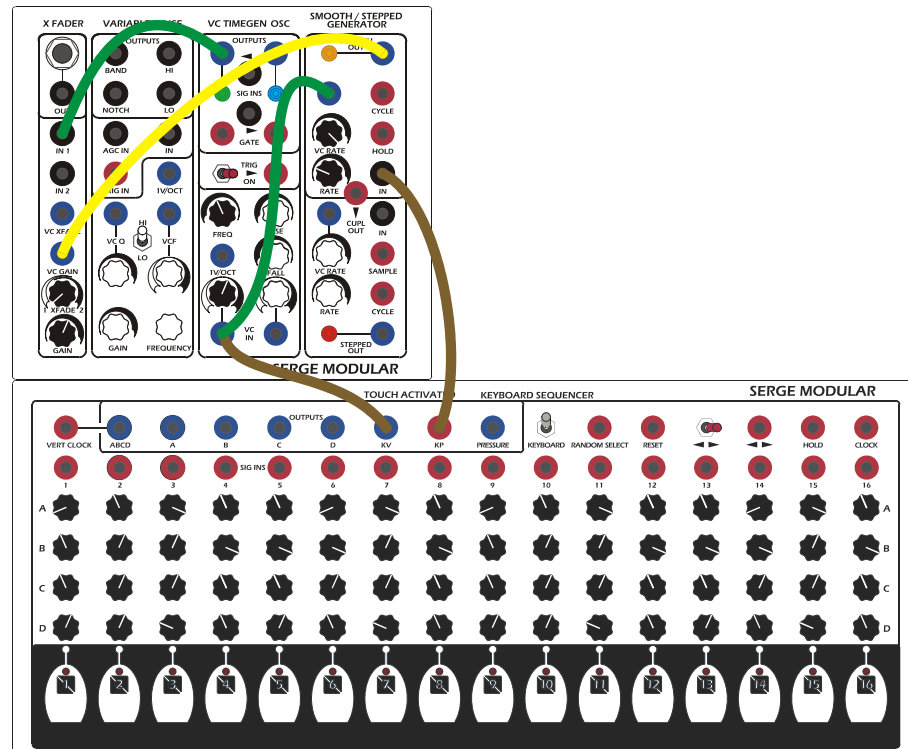 X FADER
VC TIMEGEN OSC
SMOOTH / STEPPED
GENERATOR
OUTPUTS
OUTPUTS
BAND
HI
SIG INS
NOTCH
LO
CYCLE
GATE
IN 1
AGC IN
IN
VC RATE
HOLD
TRIG
ON
IN 2
1V/OCT
RATE
IN
CUPL
OUT
IN
HI
VC Q
VCF
FREQ
LO
VC GAIN
1V/OCT
FALL
VC RATE
SAMPLE
1 XFADE 2
RATE
CYCLE
VC
IN
GAIN
GAIN
FREQUENCY
STEPPED
OUT
SERGE MODULAR
TOUCH ACTIVATED
KEYBOARD SEQUENCER
SERGE MODULAR
OUTPUTS
VERT CLOCK
ABCD
A
B
C
D
KV
KP
PRESSURE
KEYBOARD
RANDOM SELECT
RESET
HOLD
CLOCK
SIG INS
1 2 3 4 5 6 7 8 9 10 11 12 13 14 15 16
A A
B B
C C
D D
1 2 3 4 5 6 7 8 9 10 11 12 13 14 15 16